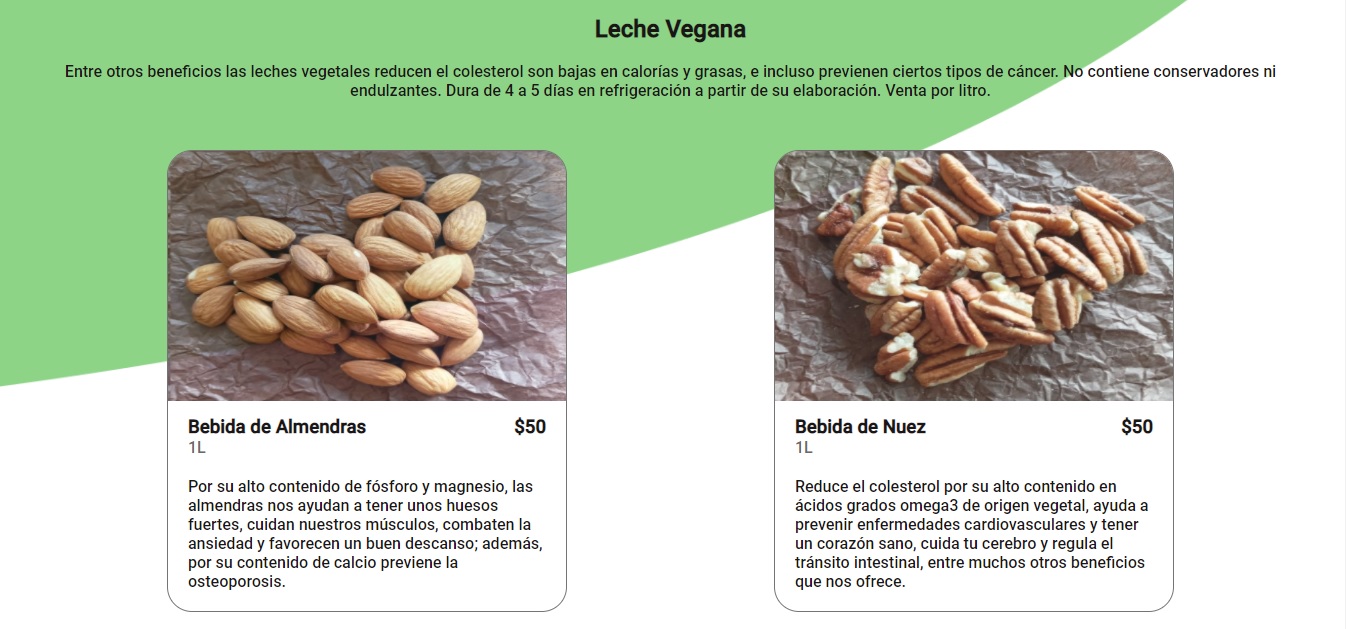 Leche Vegana
Entre otros beneficios las leches vegetales reducen el colesterol son bajas en calorías y grasas, e incluso previenen ciertos tipos de cáncer. No contiene conservadores ni
endulzantes. Dura de 4 a 5 días en refrigeración a partir de su elaboración. Venta por litro.
Bebida de Almendras $50
1L
Por su alto contenido de fósforo y magnesio, las
almendras nos ayudan a tener unos huesos
fuertes, cuidan nuestros músculos, combaten la
ansiedad y favorecen un buen descanso; además,
por su contenido de calcio previene la
osteoporosis.
Bebida de Nuez $50
1L
Reduce el colesterol por su alto contenido en
ácidos grados omega3 de origen vegetal, ayuda a
prevenir enfermedades cardiovasculares y tener
un corazón sano, cuida tu cerebro y regula el
tránsito intestinal, entre muchos otros beneficios
que nos ofrece.